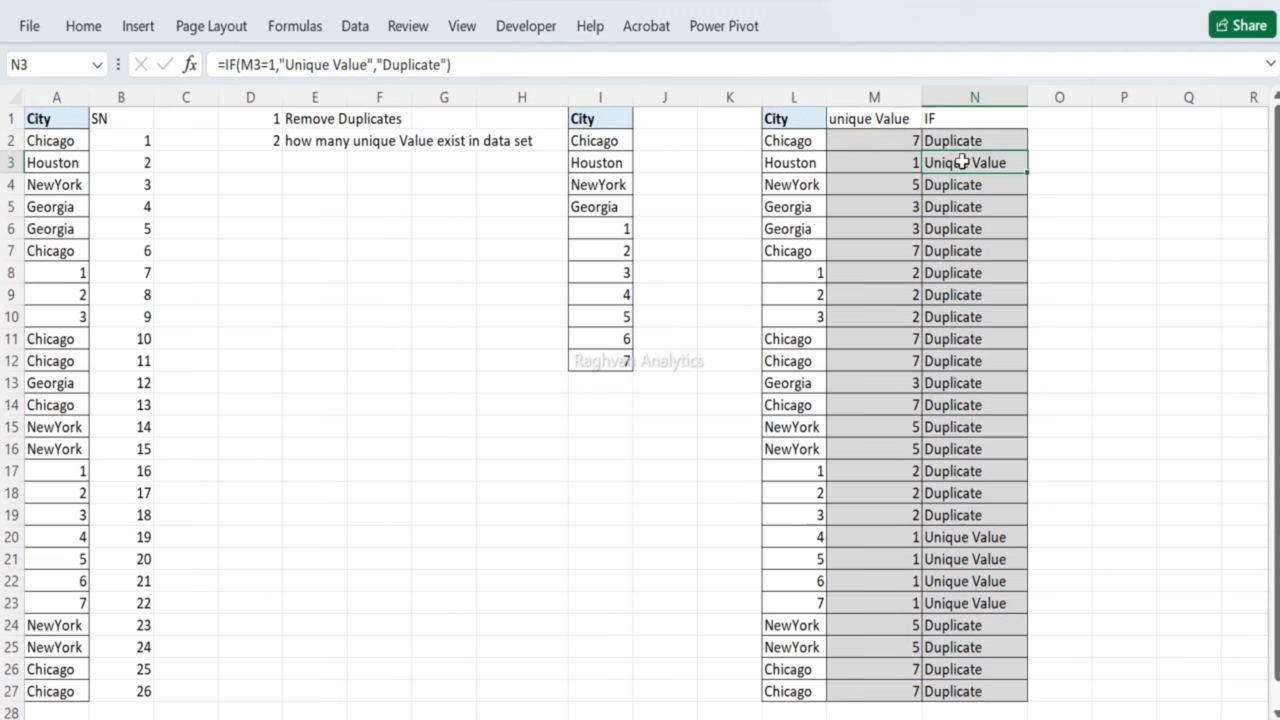 File Home Insert Page Layout Formulas Data Review View Developer Help Acrobat Power Pivot Share
N3 fx =IF(M3=1,"Unique Value","Duplicate")
A B C D E F G H I J K L M N O P Q R
1 City SN 1 Remove Duplicates City City unique Value IF
2 Chicago 1 2 how many unique Value exist in data set Chicago Chicago 7 Duplicate
3 Houston 2 Houston Houston 1 Unique Value
4 NewYork 3 NewYork NewYork 5 Duplicate
5 Georgia 4 Georgia Georgia 3 Duplicate
6 Georgia 5 1 Georgia 3 Duplicate
7 Chicago 6 2 Chicago 7 Duplicate
8 1 7 3 1 2 Duplicate
9 2 8 4 2 2 Duplicate
10 3 9 5 3 2 Duplicate
11 Chicago 10 6 Chicago 7 Duplicate
12 Chicago 11 7 Chicago 7 Duplicate
Raghvan Analytics
13 Georgia 12 Georgia 3 Duplicate
14 Chicago 13 Chicago 7 Duplicate
15 NewYork 14 NewYork 5 Duplicate
16 NewYork 15 NewYork 5 Duplicate
17 1 16 1 2 Duplicate
18 2 17 2 2 Duplicate
19 3 18 3 2 Duplicate
20 4 19 4 1 Unique Value
21 5 20 5 1 Unique Value
22 6 21 6 1 Unique Value
23 7 22 7 1 Unique Value
24 NewYork 23 NewYork 5 Duplicate
25 NewYork 24 NewYork 5 Duplicate
26 Chicago 25 Chicago 7 Duplicate
27 Chicago 26 Chicago 7 Duplicate
28